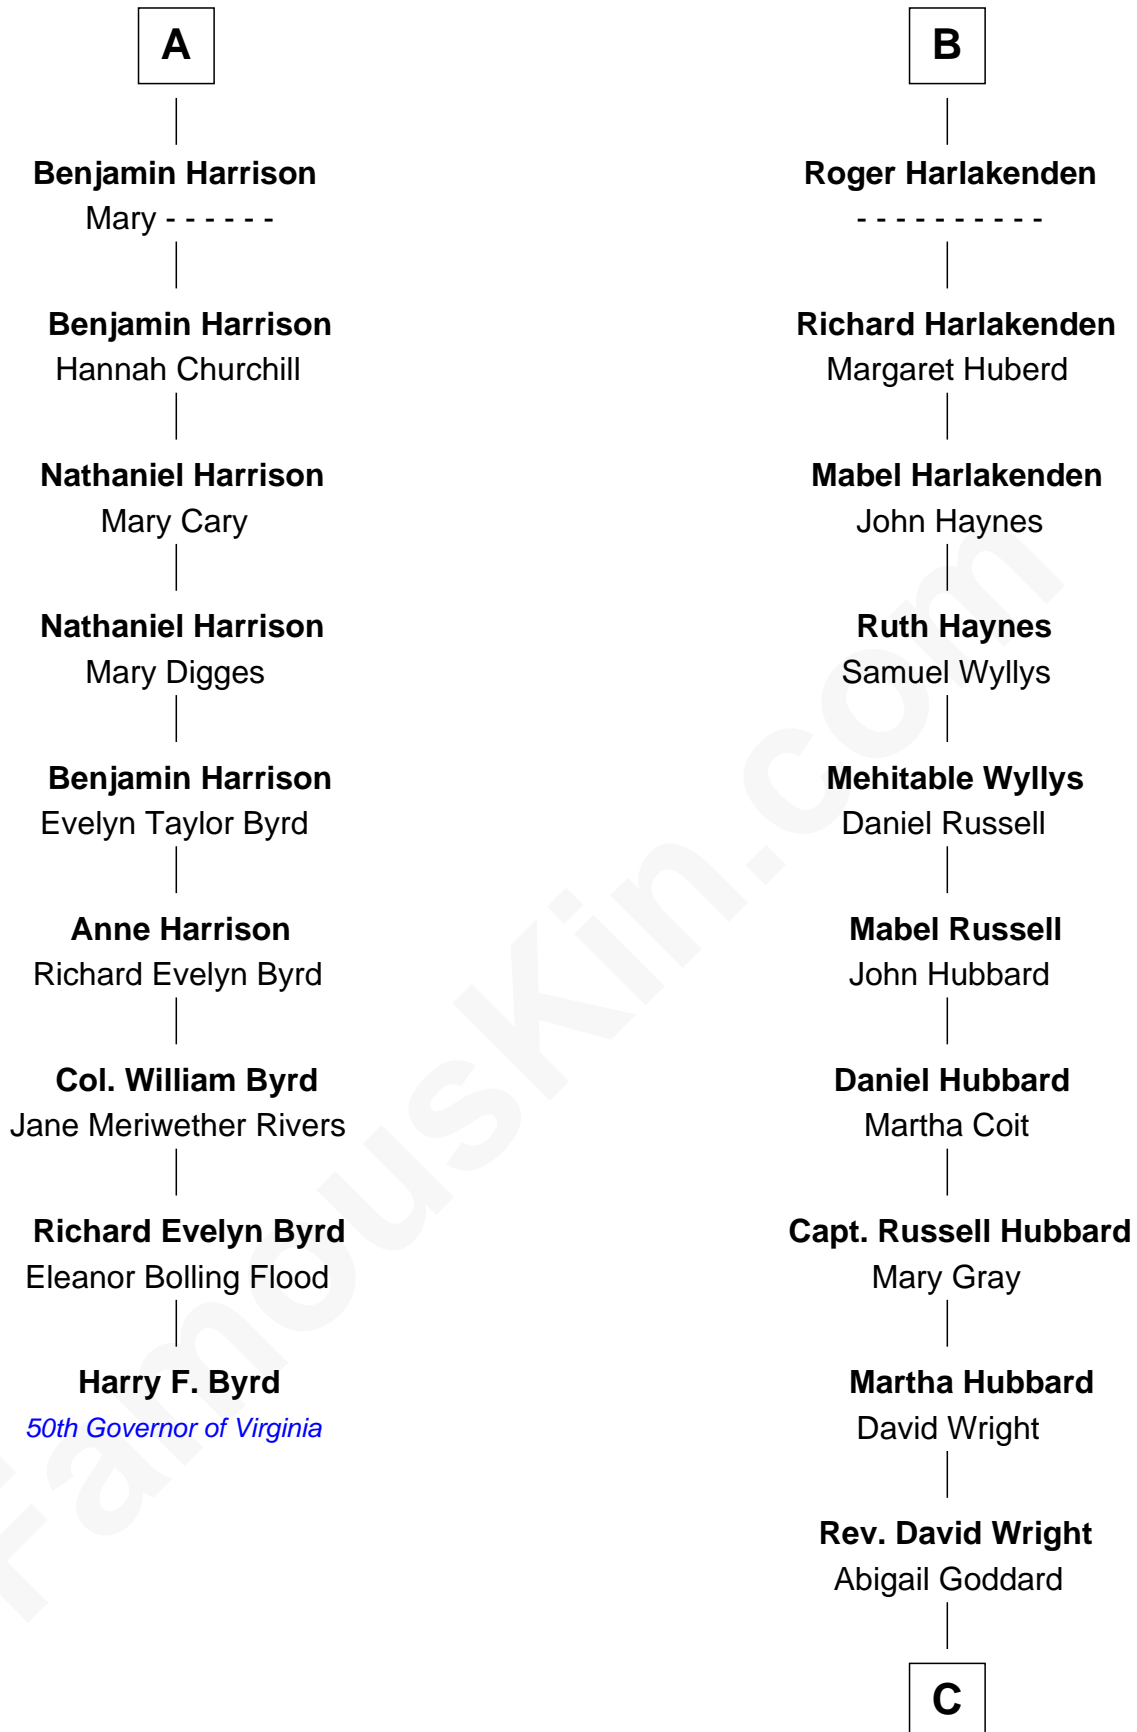 A
Benjamin Harrison
Mary - - - - - -
Benjamin Harrison
Hannah Churchill
Nathaniel Harrison
Mary Cary
Nathaniel Harrison
Mary Digges
Benjamin Harrison
Evelyn Taylor Byrd
Anne Harrison
Richard Evelyn Byrd
Col. William Byrd
Jane Meriwether Rivers
Richard Evelyn Byrd
Eleanor Bolling Flood
Harry F. Byrd
50th Governor of Virginia
B
Roger Harlakenden
- - - - - - - - - -
Richard Harlakenden
Margaret Huberd
Mabel Harlakenden
John Haynes
Ruth Haynes
Samuel Wyllys
Mehitable Wyllys
Daniel Russell
Mabel Russell
John Hubbard
Daniel Hubbard
Martha Coit
Capt. Russell Hubbard
Mary Gray
Martha Hubbard
David Wright
Rev. David Wright
Abigail Goddard
C
FamousKin.com